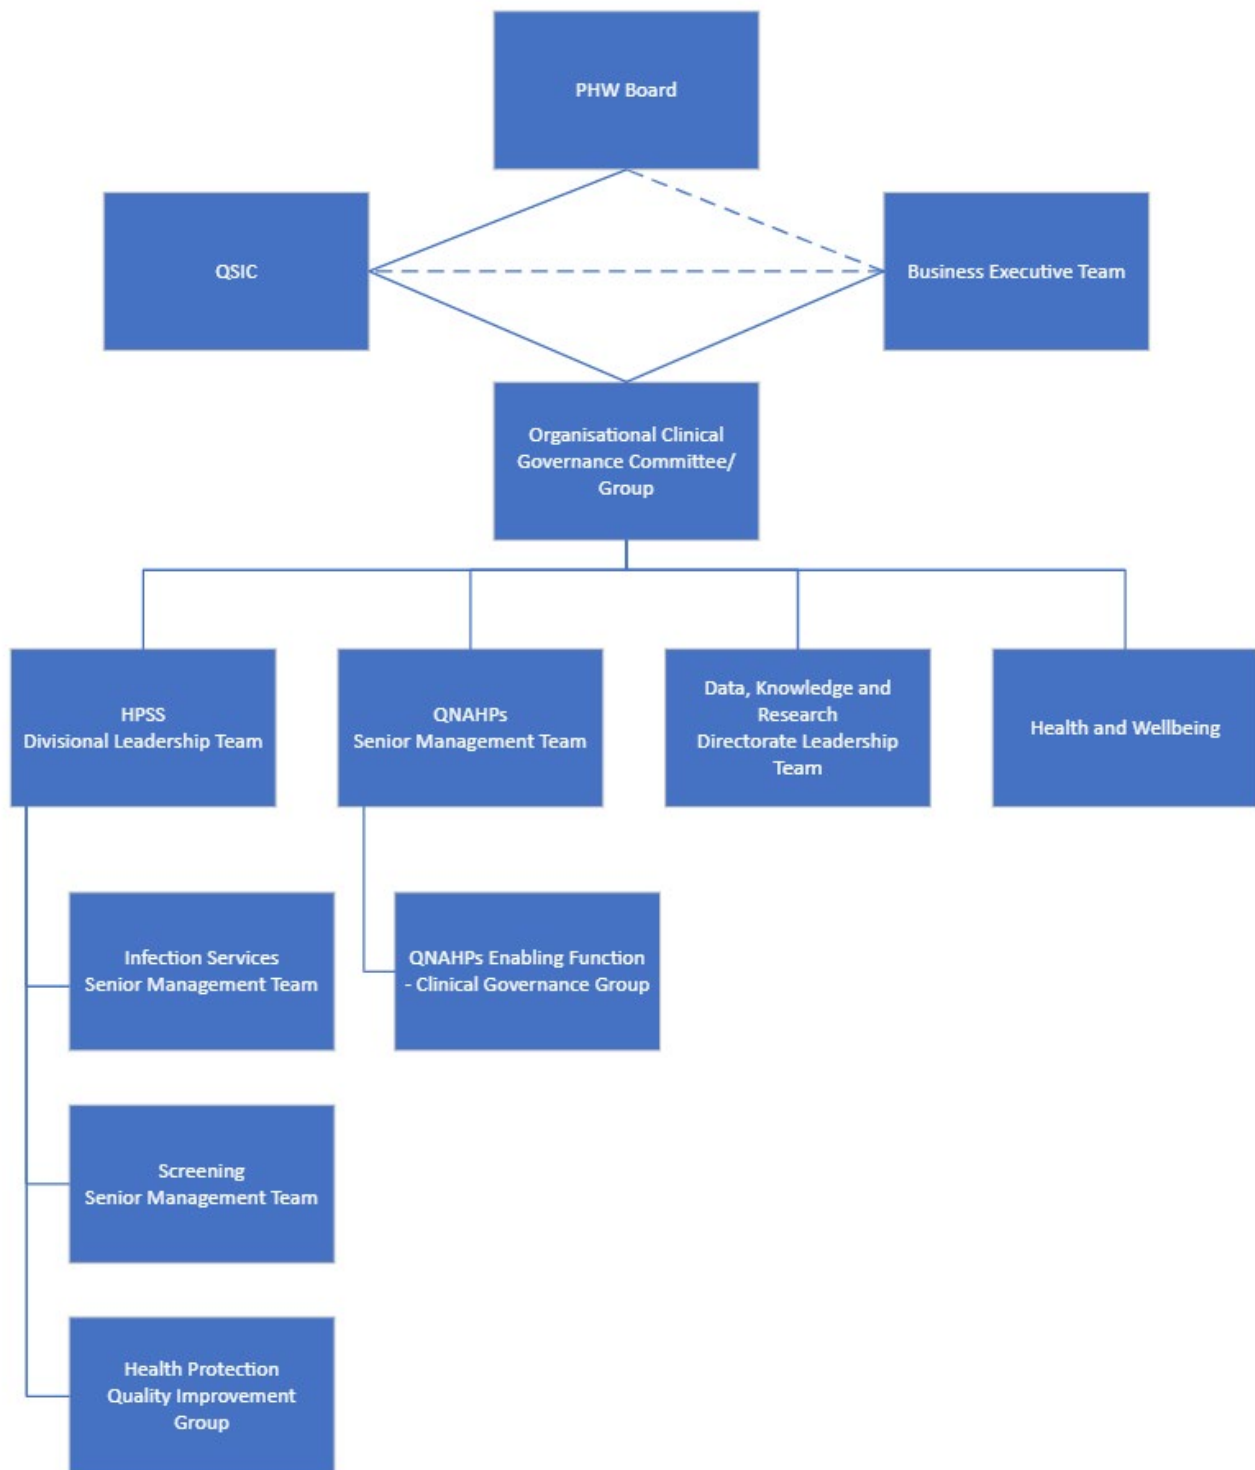 PHW Board
QSIC
Business Executive Team
Organisational Clinical
Governance Committee/
Group
HPSS
Divisional Leadership Team
QNAHPs
Senior Management Team
Data, Knowledge and
Research
Directorate Leadership
Team
Health and Wellbeing
Infection Services
Senior Management Team
QNAHPs Enabling Function
- Clinical Governance Group
Screening
Senior Management Team
Health Protection
Quality Improvement
Group